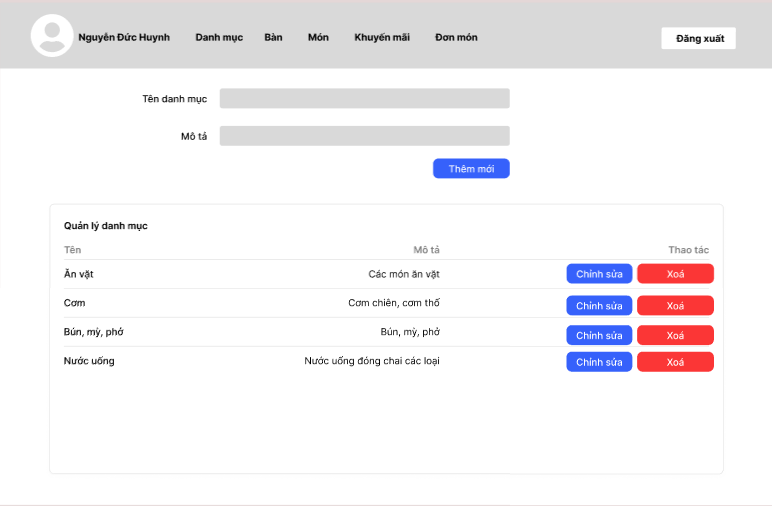 Nguyễn Đức Huynh Danh mục Bàn Món Khuyến mãi Đơn món Đăng xuất
Tên danh mục
Mô tả
Thêm mới
Quản lý danh mục
Tên Mô tả Thao tác
Ăn vặt Các món ăn vặt Chỉnh sửa Xoá
Cơm Cơm chiên, cơm thố Chỉnh sửa Xoá
Bún, mỳ, phở Bún, mỳ, phở Chỉnh sửa Xoá
Nước uống Nước uống đóng chai các loại Chỉnh sửa Xoá